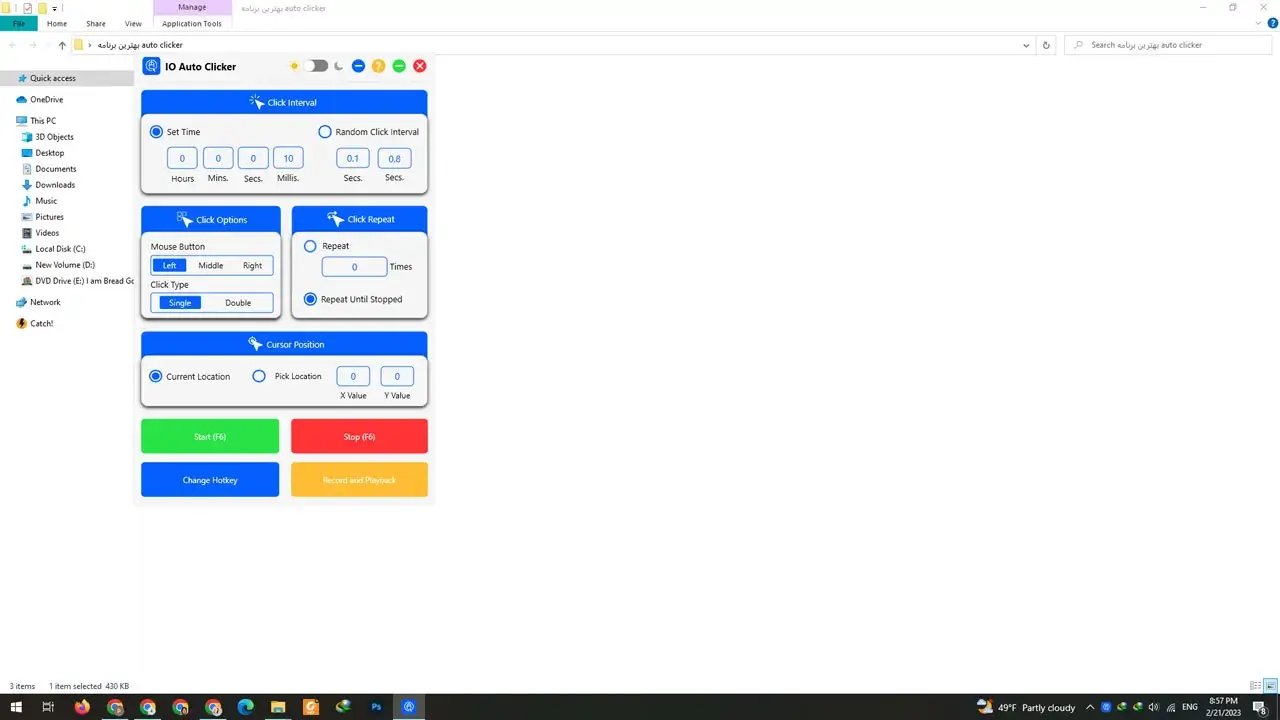 Manage
بهترین برنامه auto clicker
File
Home
Share
View
Application Tools
بهترین برنامه auto clicker
Search بهترین برنامه auto clicker
Quick access
OneDrive
This PC
3D Objects
Desktop
Documents
Downloads
Music
Pictures
Videos
Local Disk (C:)
New Volume (D:)
DVD Drive (E:) I am Bread Go
Network
Catch!
IO Auto Clicker
Click Interval
Set Time
Random Click Interval
0 0 0 10 0.1 0.8
Hours Mins. Secs. Millis. Secs. Secs.
Click Options
Mouse Button
Left Middle Right
Click Type
Single Double
Click Repeat
Repeat
0 Times
Repeat Until Stopped
Cursor Position
Current Location
Pick Location
0 0
X Value Y Value
Start (F6)
Stop (F6)
Change Hotkey
Record and Playback
3 items 1 item selected 430 KB
Ps
49°F Partly cloudy
ENG
8:57 PM
2/21/2023
8